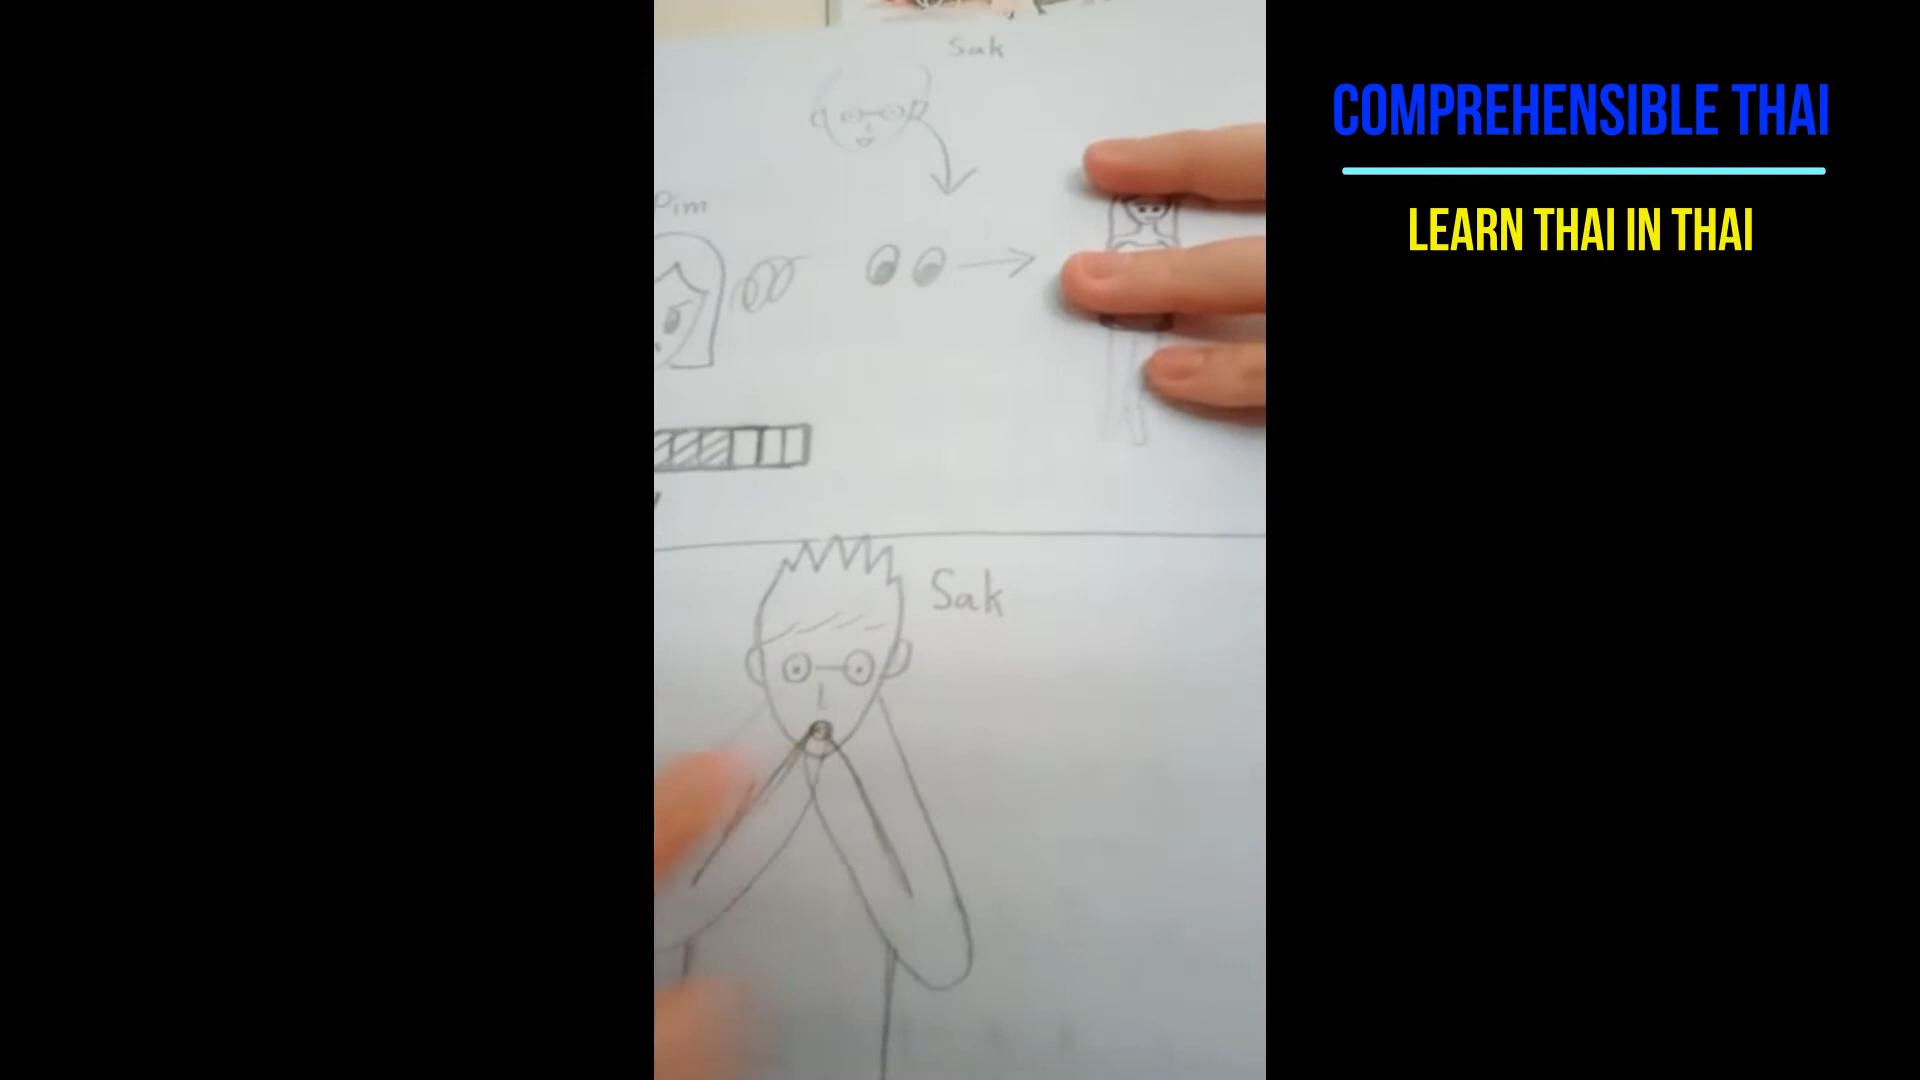 Sak
Pim
Sak
COMPREHENSIBLE THAI
LEARN THAI IN THAI